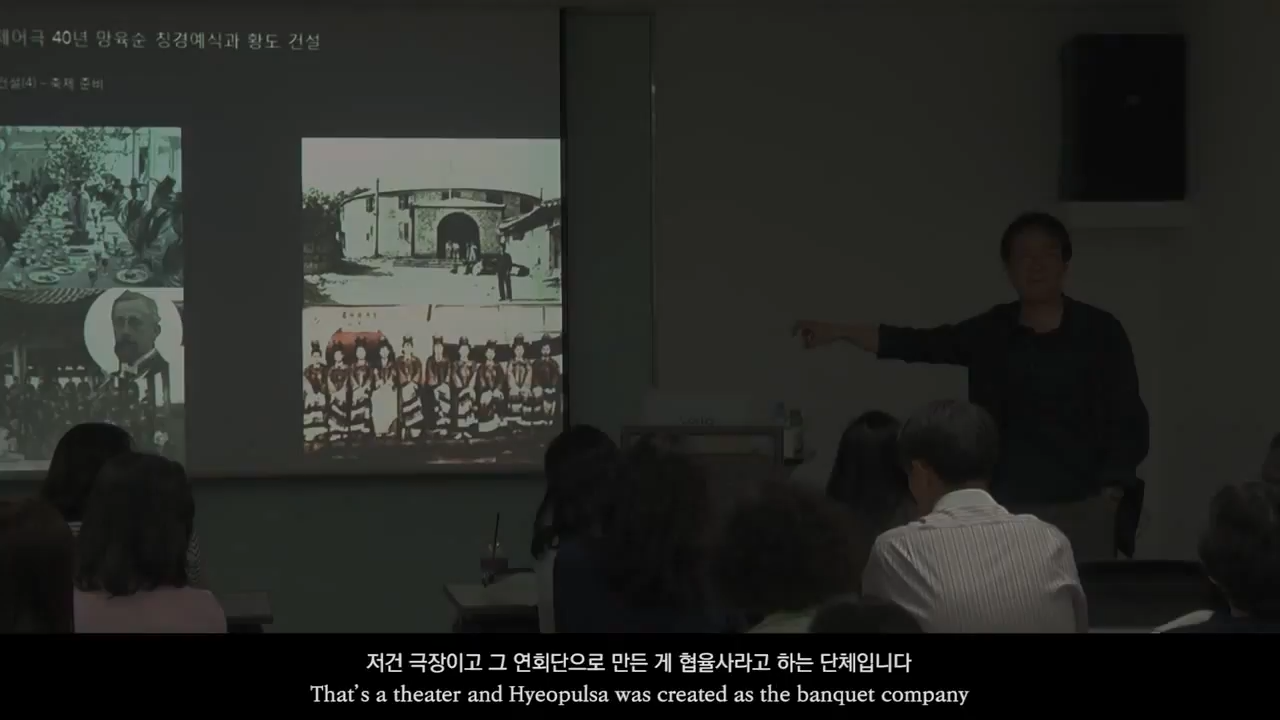 제어극 40년 망육순 칭경예식과 황도 건설
건설(4) – 축제 준비
저건 극장이고 그 연회단으로 만든 게 협률사라고 하는 단체입니다
That’s a theater and Hyeopulsa was created as the banquet company